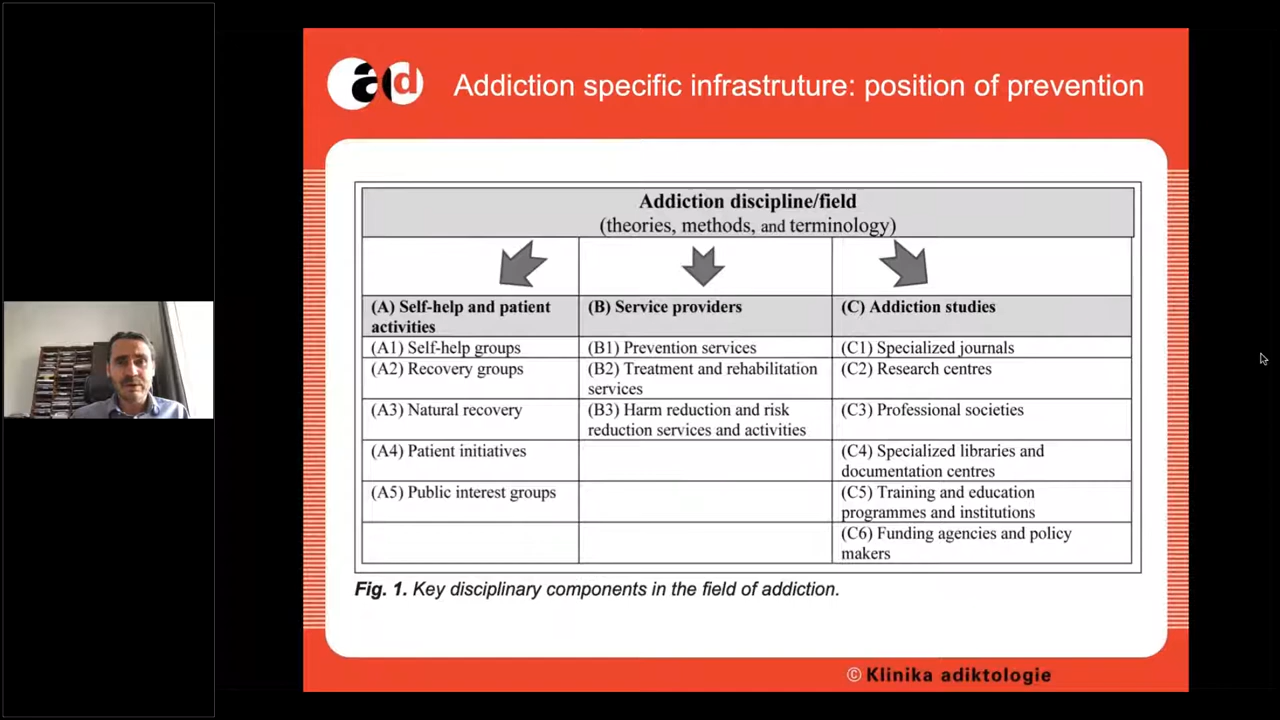 ad
Addiction specific infrastruture: position of prevention
Addiction discipline/field
(theories, methods, and terminology)
(A) Self-help and patient
activities
(B) Service providers
(C) Addiction studies
(A1) Self-help groups
(B1) Prevention services
(C1) Specialized journals
(A2) Recovery groups
(B2) Treatment and rehabilitation
services
(C2) Research centres
(A3) Natural recovery
(B3) Harm reduction and risk
reduction services and activities
(C3) Professional societies
(A4) Patient initiatives
(C4) Specialized libraries and
documentation centres
(A5) Public interest groups
(C5) Training and education
programmes and institutions
(C6) Funding agencies and policy
makers
Fig. 1. Key disciplinary components in the field of addiction.
© Klinika adiktologie